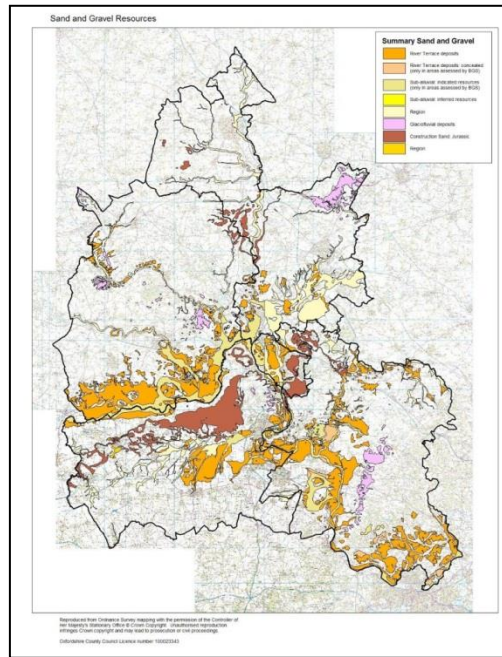 Sand and Gravel Resources
Summary Sand and Gravel
River Terrace deposits
River Terrace deposits: concealed
(only in areas assessed by BGS)
Sub-alluvial: indicated resources
(only in areas assessed by BGS)
Sub-alluvial: inferred resources
Region
Glaciofluvial deposits
Construction Sand: Jurassic
Region
Reproduced from Ordnance Survey mapping with the permission of the Controller of
Her Majesty's Stationary Office © Crown Copyright Unauthorised reproduction
infringes Crown copyright and may lead to prosecution or civil proceedings.
Oxfordshire County Council Licence number